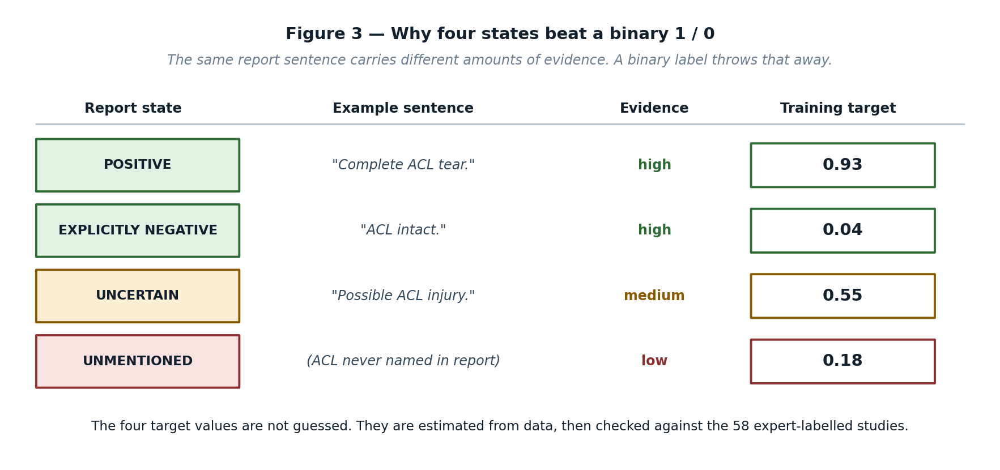 Figure 3 — Why four states beat a binary 1 / 0
The same report sentence carries different amounts of evidence. A binary label throws that away.
Report state Example sentence Evidence Training target
POSITIVE "Complete ACL tear." high 0.93
EXPLICITLY NEGATIVE "ACL intact." high 0.04
UNCERTAIN "Possible ACL injury." medium 0.55
UNMENTIONED (ACL never named in report) low 0.18
The four target values are not guessed. They are estimated from data, then checked against the 58 expert-labelled studies.